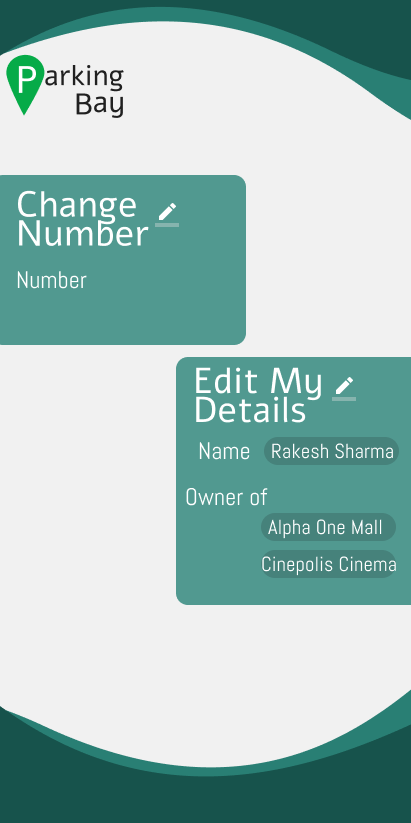 Parking
Bay
Change
Number
Number
Edit My
Details
Name Rakesh Sharma
Owner of
Alpha One Mall
Cinepolis Cinema